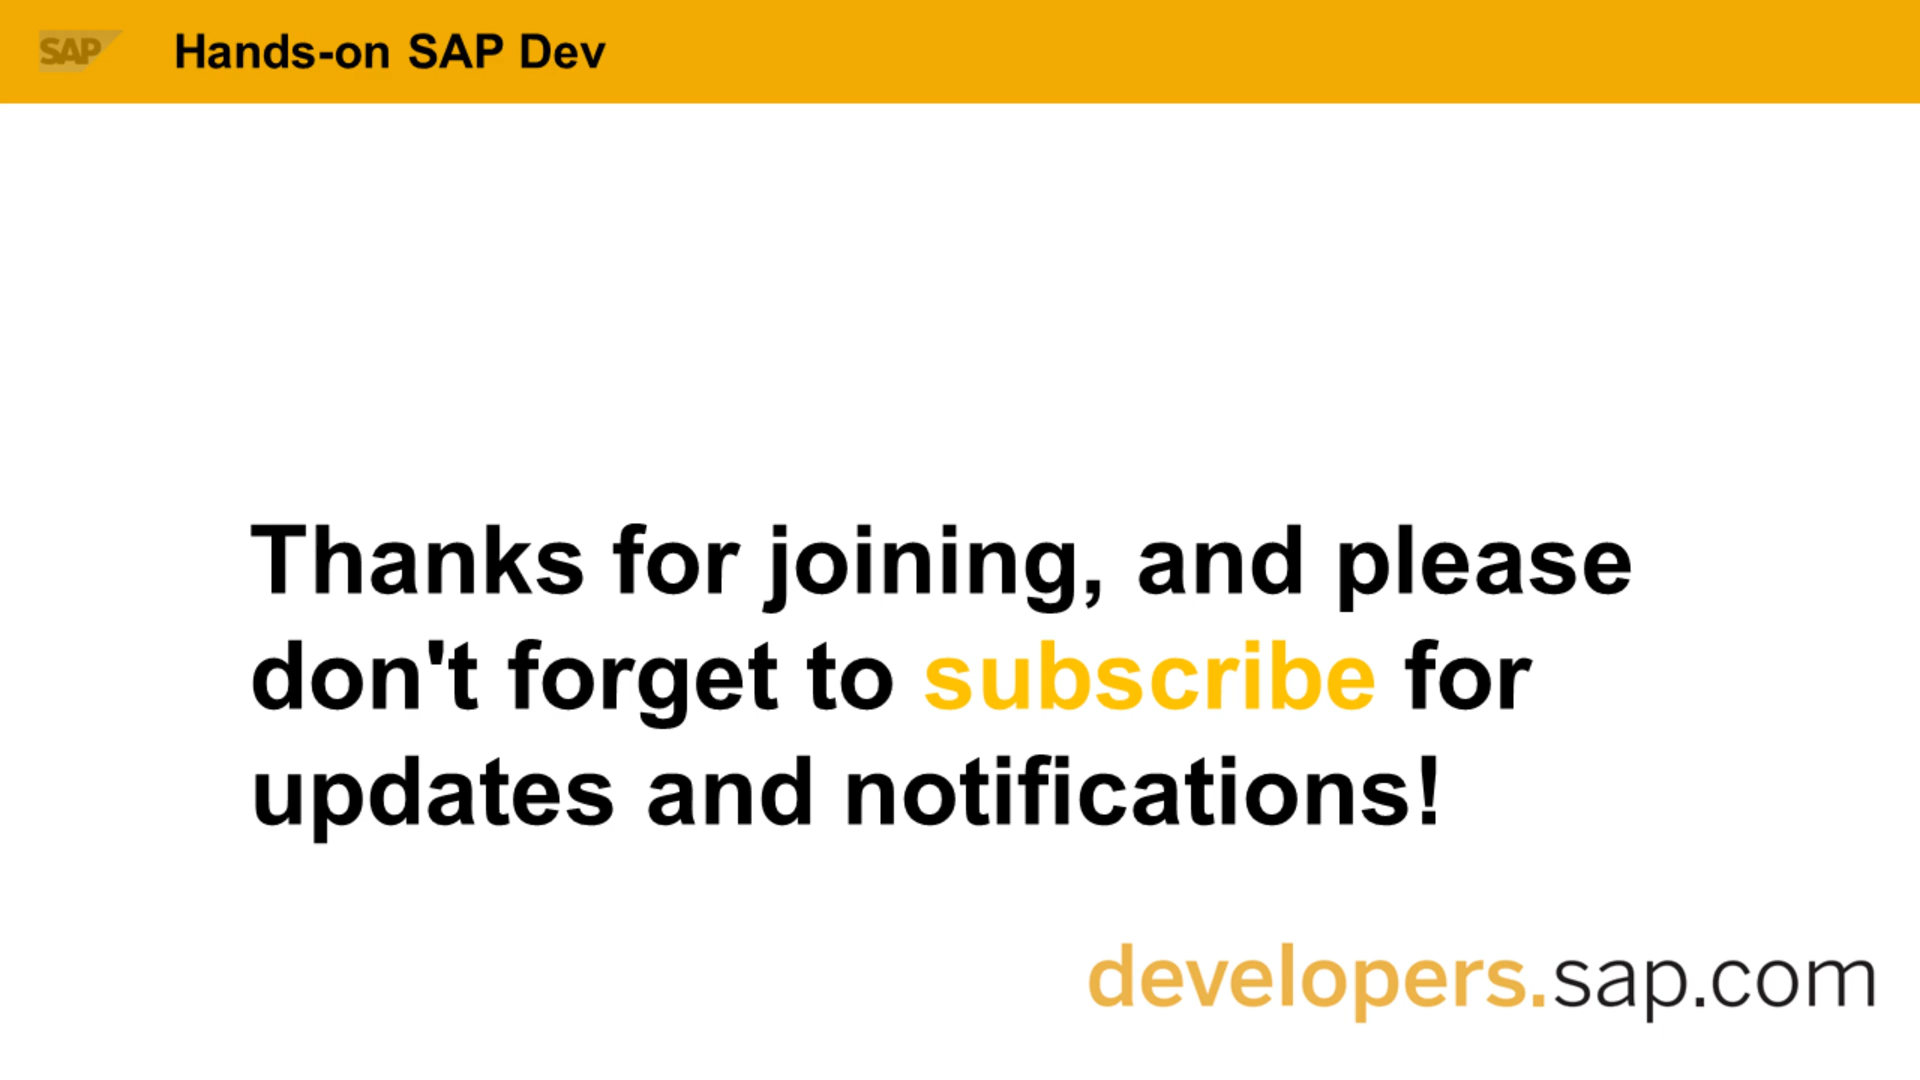 SAP
Hands-on SAP Dev
Thanks for joining, and please
don't forget to subscribe for
updates and notifications!
developers.sap.com